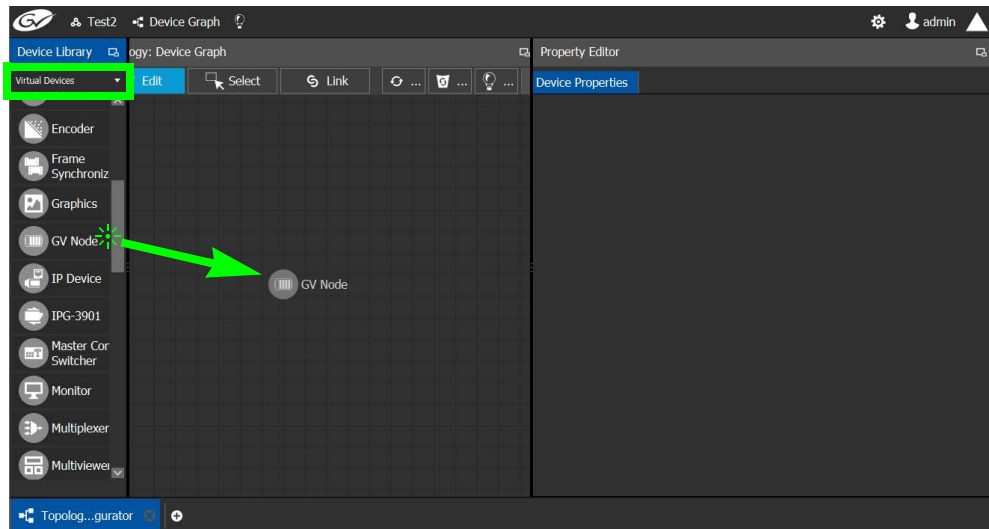 GV Test2 Device Graph admin
Device Library ogy: Device Graph Property Editor
Virtual Devices Edit Select Link ... ... ... Device Properties
Encoder
Frame
Synchroniz
Graphics
GV Node
GV Node
IP Device
IPG-3901
Master Cor
Switcher
Monitor
Multiplexer
Multiviewer
Topolog...gurator